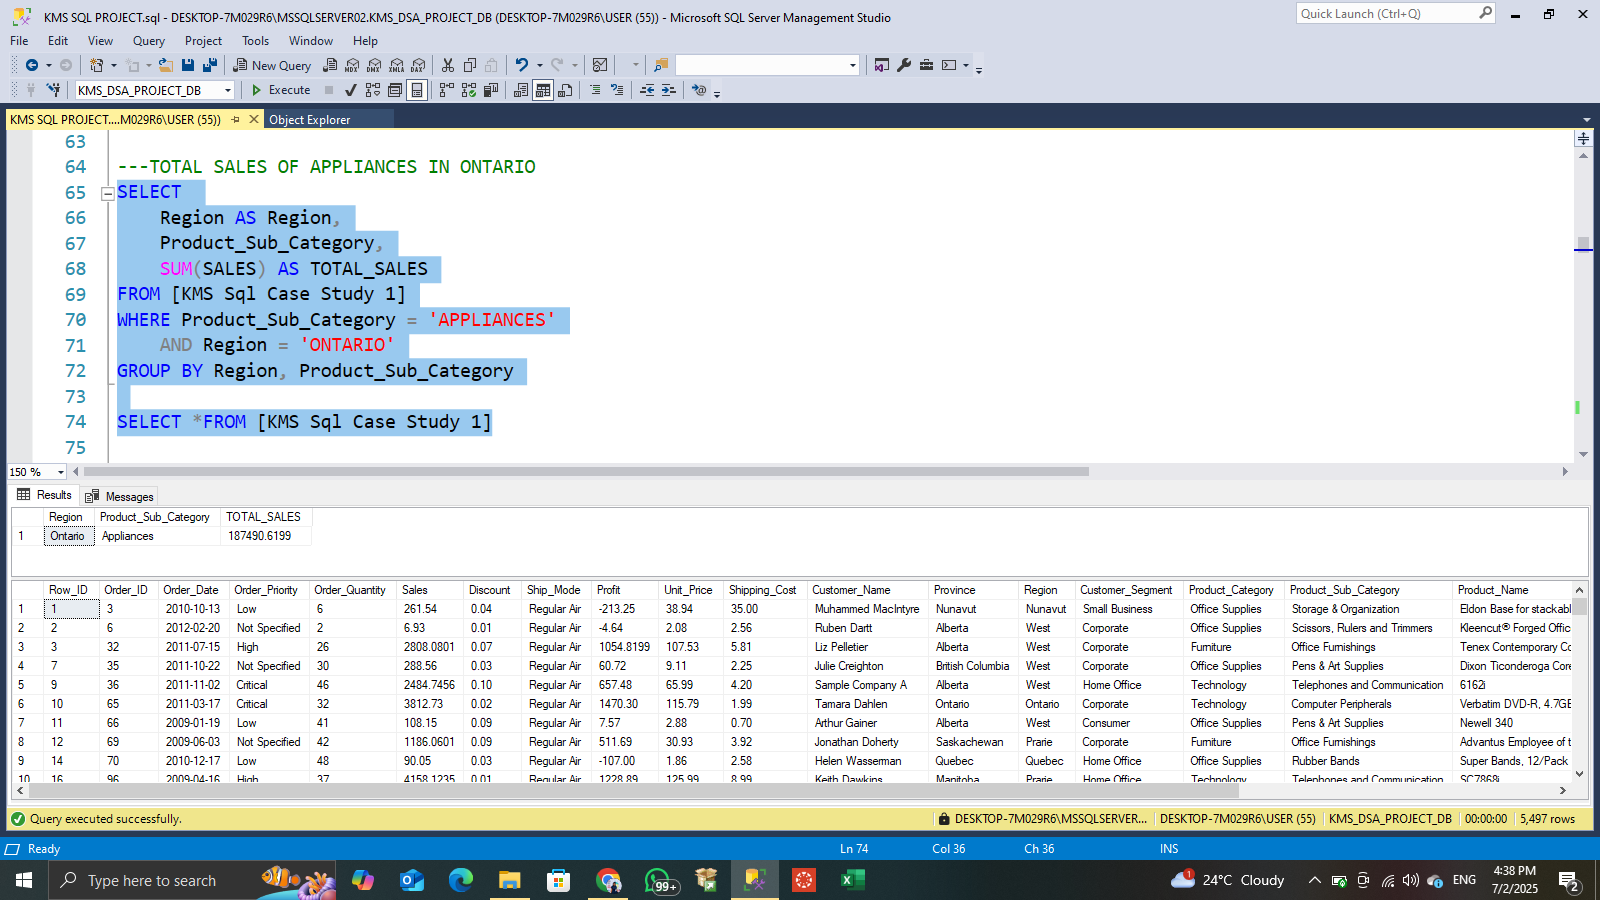 KMS SQL PROJECT.sql - DESKTOP-7M029R6\MSSQLSERVER02.KMS_DSA_PROJECT_DB (DESKTOP-7M029R6\USER (55)) - Microsoft SQL Server Management Studio
Quick Launch (Ctrl+Q)
File Edit View Query Project Tools Window Help
New Query MDX DMX XMLA DAX
KMS_DSA_PROJECT_DB Execute
KMS SQL PROJECT....M029R6\USER (55)) Object Explorer
63
64 ---TOTAL SALES OF APPLIANCES IN ONTARIO
65 SELECT
66 Region AS Region,
67 Product_Sub_Category,
68 SUM(SALES) AS TOTAL_SALES
69 FROM [KMS Sql Case Study 1]
70 WHERE Product_Sub_Category = 'APPLIANCES'
71 AND Region = 'ONTARIO'
72 GROUP BY Region, Product_Sub_Category
73
74 SELECT *FROM [KMS Sql Case Study 1]
75
150 %
Results Messages
Region Product_Sub_Category TOTAL_SALES
1 Ontario Appliances 187490.6199
Row_ID Order_ID Order_Date Order_Priority Order_Quantity Sales Discount Ship_Mode Profit Unit_Price Shipping_Cost Customer_Name Province Region Customer_Segment Product_Category Product_Sub_Category Product_Name
1 1 3 2010-10-13 Low 6 261.54 0.04 Regular Air -213.25 38.94 35.00 Muhammed MacIntyre Nunavut Nunavut Small Business Office Supplies Storage & Organization Eldon Base for stackabl
2 2 6 2012-02-20 Not Specified 2 6.93 0.01 Regular Air -4.64 2.08 2.56 Ruben Dartt Alberta West Corporate Office Supplies Scissors, Rulers and Trimmers Kleencut® Forged Offic
3 3 32 2011-07-15 High 26 2808.0801 0.07 Regular Air 1054.8199 107.53 5.81 Liz Pelletier Alberta West Corporate Furniture Office Furnishings Tenex Contemporary Co
4 7 35 2011-10-22 Not Specified 30 288.56 0.03 Regular Air 60.72 9.11 2.25 Julie Creighton British Columbia West Corporate Office Supplies Pens & Art Supplies Dixon Ticonderoga Core
5 9 36 2011-11-02 Critical 46 2484.7456 0.10 Regular Air 657.48 65.99 4.20 Sample Company A Alberta West Home Office Technology Telephones and Communication 6162i
6 10 65 2011-03-17 Critical 32 3812.73 0.02 Regular Air 1470.30 115.79 1.99 Tamara Dahlen Ontario Ontario Corporate Technology Computer Peripherals Verbatim DVD-R, 4.7GE
7 11 66 2009-01-19 Low 41 108.15 0.09 Regular Air 7.57 2.88 0.70 Arthur Gainer Alberta West Consumer Office Supplies Pens & Art Supplies Newell 340
8 12 69 2009-06-03 Not Specified 42 1186.0601 0.09 Regular Air 511.69 30.93 3.92 Jonathan Doherty Saskachewan Prarie Corporate Furniture Office Furnishings Advantus Employee of t
9 14 70 2010-12-17 Low 48 90.05 0.03 Regular Air -107.00 1.86 2.58 Helen Wasserman Quebec Quebec Home Office Office Supplies Rubber Bands Super Bands, 12/Pack
10 16 96 2009-04-16 High 37 4158.1235 0.01 Regular Air 1228.89 125.99 8.99 Keith Dawkins Manitoba Prarie Home Office Technology Telephones and Communication SC7868i
Query executed successfully. DESKTOP-7M029R6\MSSQLSERVER... DESKTOP-7M029R6\USER (55) KMS_DSA_PROJECT_DB 00:00:00 5,497 rows
Ready Ln 74 Col 36 Ch 36 INS
Type here to search 99+ 1 24°C Cloudy ENG 4:38 PM 7/2/2025 2